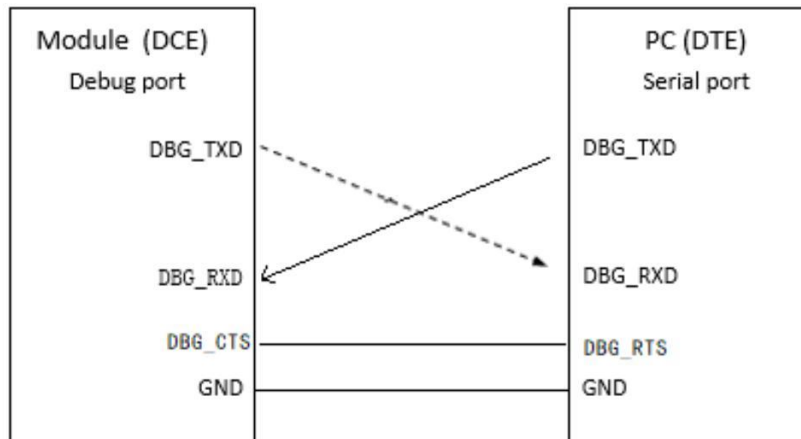 Module (DCE)
Debug port
DBG_TXD
DBG_RXD
DBG_CTS
GND
PC (DTE)
Serial port
DBG_TXD
DBG_RXD
DBG_RTS
GND